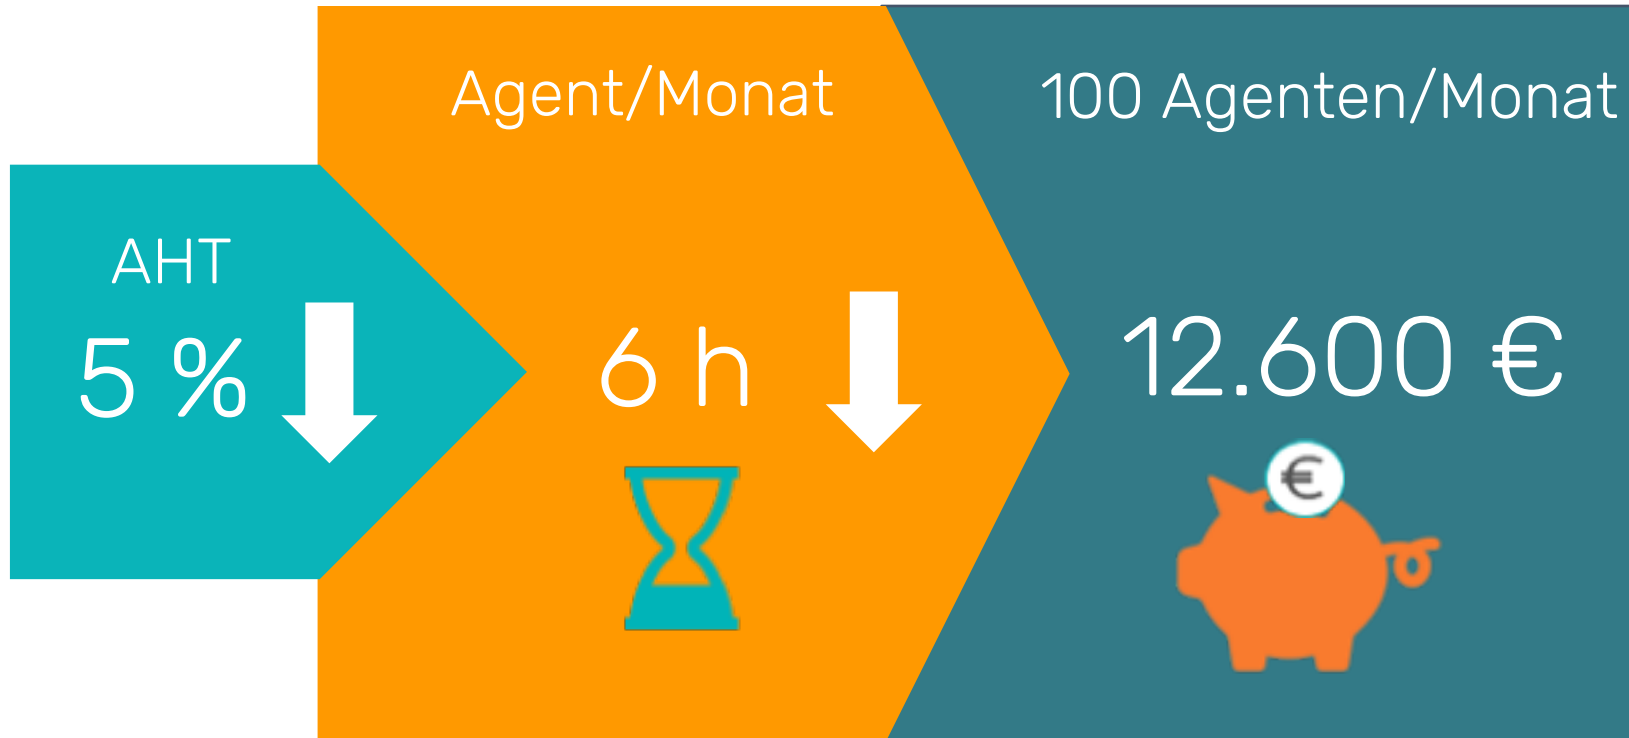 AHT
5 %
Agent/Monat
6 h
100 Agenten/Monat
12.600 €
€